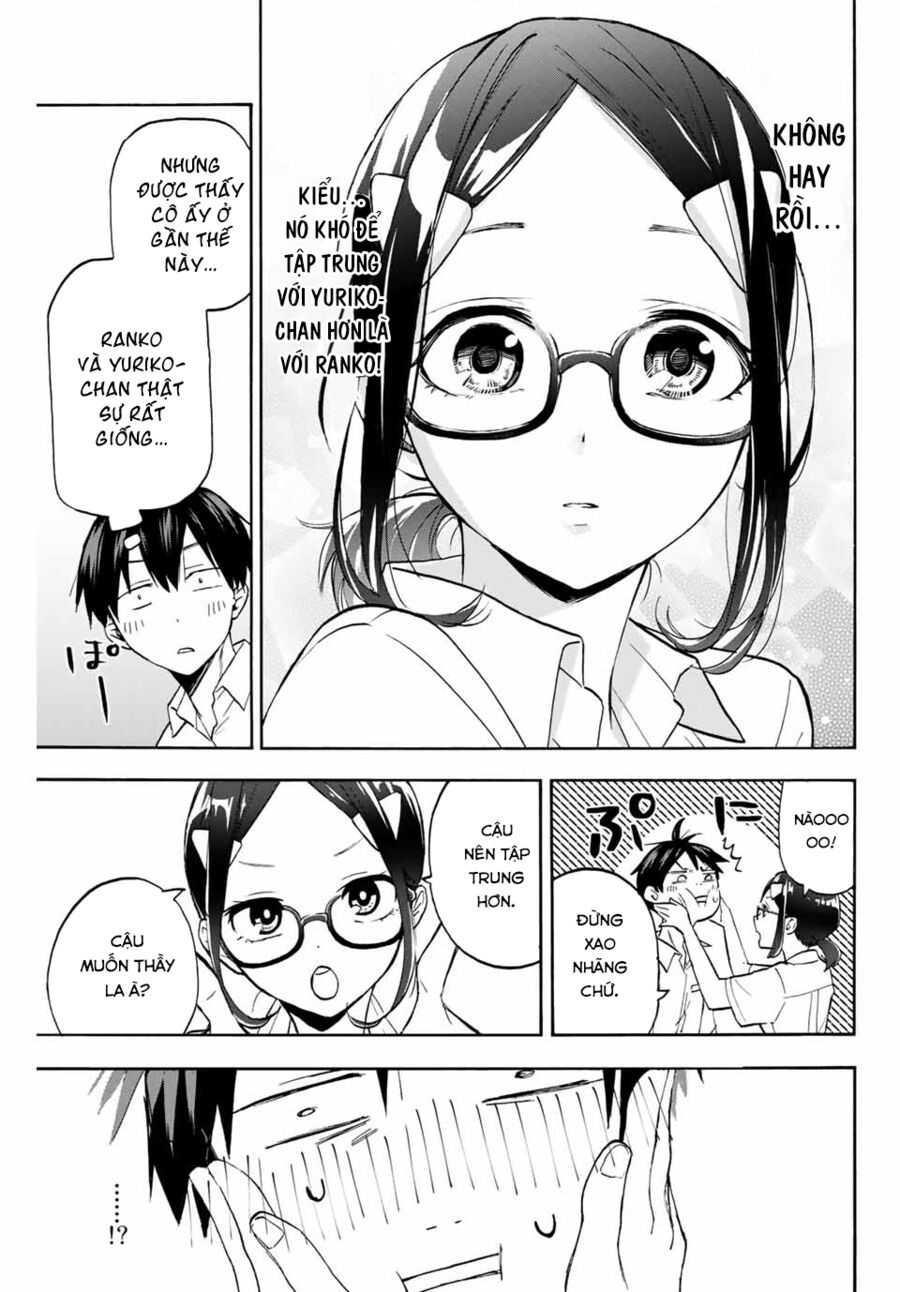 KHÔNG
HAY
RỒI...
KIỂU...
NÓ KHÓ ĐỂ
TẬP TRUNG
VỚI YURIKO-
CHAN HƠN LÀ
VỚI RANKO!
NHƯNG
ĐƯỢC THẤY
CÔ ẤY Ở
GẦN THẾ
NÀY...
RANKO
VÀ YURIKO-
CHAN THẬT
SỰ RẤT
GIỐNG...
ぽー
NÀOOO
OO!
ぷに
ĐỪNG
XAO
NHÃNG
CHỨ.
CẬU
NÊN TẬP
TRUNG
HƠN.
CẬU
MUỐN THẦY
LA À?
......!?